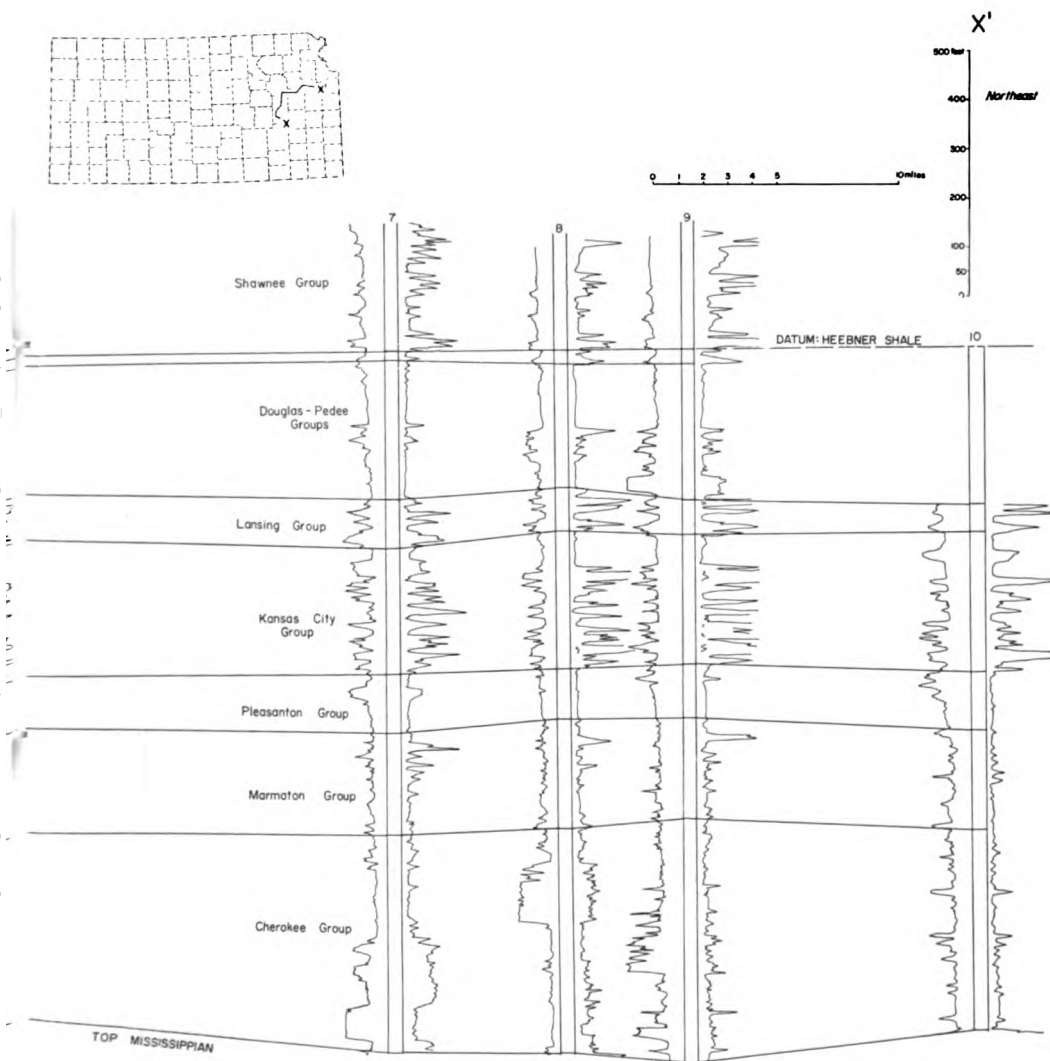 X'
500 feet
400
Northeast
300
200
100
50
0
X'
X
0 1 2 3 4 5 10 miles
7
8
9
10
Shawnee Group
DATUM: HEEBNER SHALE
Douglas-Pedee
Groups
Lansing Group
Kansas City
Group
Pleasanton Group
Marmaton Group
Cherokee Group
TOP MISSISSIPPIAN